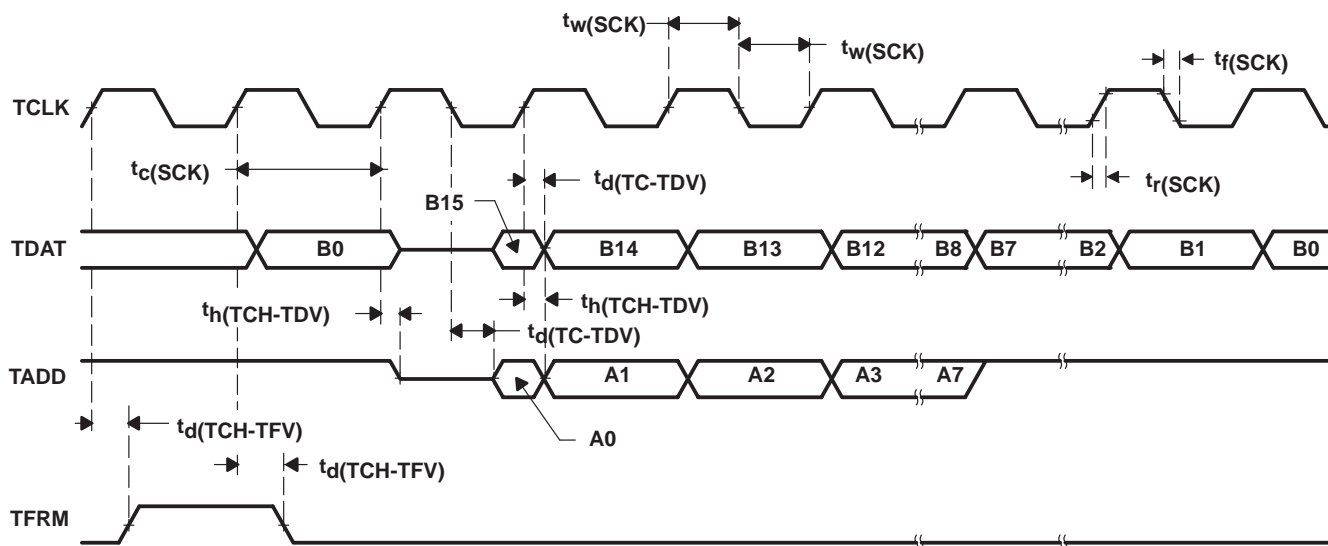 tw(SCK)
tw(SCK)
tf(SCK)
TCLK
tc(SCK)
td(TC-TDV)
tr(SCK)
B15
TDAT
B0
B14
B13
B12
B8
B7
B2
B1
B0
th(TCH-TDV)
th(TCH-TDV)
td(TC-TDV)
TADD
A1
A2
A3
A7
td(TCH-TFV)
A0
td(TCH-TFV)
TFRM